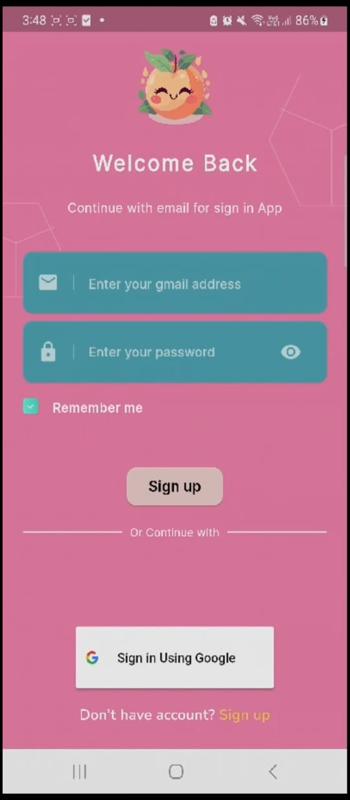 3:48 86%
Welcome Back
Continue with email for sign in App
Enter your gmail address
Enter your password
Remember me
Sign up
Or Continue with
Sign in Using Google
Don't have account? Sign up